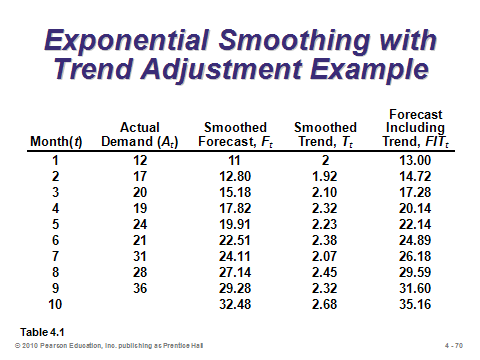 Exponential Smoothing with
Trend Adjustment Example
Month(t) Actual Demand (At) Smoothed Forecast, Ft Smoothed Trend, Tt Forecast Including Trend, FITt
1 12 11 2 13.00
2 17 12.80 1.92 14.72
3 20 15.18 2.10 17.28
4 19 17.82 2.32 20.14
5 24 19.91 2.23 22.14
6 21 22.51 2.38 24.89
7 31 24.11 2.07 26.18
8 28 27.14 2.45 29.59
9 36 29.28 2.32 31.60
10 32.48 2.68 35.16
Table 4.1
© 2010 Pearson Education, Inc. publishing as Prentice Hall 4 - 70